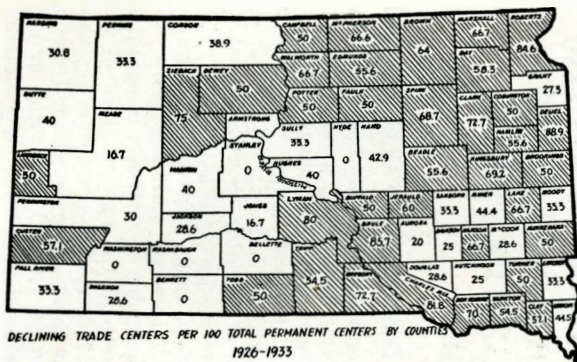 HARDING
30.8
PERKINS
33.3
CORSON
38.9
CAMPBELL
50
McPHERSON
66.6
BROWN
64
MARSHALL
66.7
ROBERTS
84.6
WALWORTH
66.7
EDMUNDS
55.6
DAY
58.3
GRANT
27.3
BUTTE
40
MEADE
16.7
ZIEBACH
75
DEWEY
50
ARMSTRONG
POTTER
50
FAULK
50
SPINK
68.7
CLARK
72.7
CODINGTON
50
HAMLIN
55.6
DEUEL
88.9
LAWRENCE
50
STANLEY
0
SULLY
33.3
HYDE
0
HAND
42.9
BEADLE
55.6
KINGSBURY
69.2
BROOKINGS
50
HAAKON
40
HUGHES
40
MISSOURI RIVER
PENNINGTON
30
JACKSON
28.6
JONES
16.7
LYMAN
80
BUFFALO
50
JERAULD
60
SANBORN
33.3
MINER
44.4
LAKE
66.7
MOODY
33.3
CUSTER
57.1
WASHINGTON
0
WASHABAUGH
0
MELLETTE
0
BRULE
85.7
AURORA
20
25
66.7
McCOOK
28.6
MINNEHAHA
50
FALL RIVER
33.3
SHANNON
28.6
BENNETT
0
TODD
50
TRIPP
54.5
GREGORY
72.7
DOUGLAS
28.6
CHARLES MIX
81.8
HUTCHINSON
25
TURNER
50
LINCOLN
33.3
BON HOMME
70
YANKTON
54.5
CLAY
57.1
UNION
44.5
DECLINING TRADE CENTERS PER 100 TOTAL PERMANENT CENTERS BY COUNTIES
1926-1933